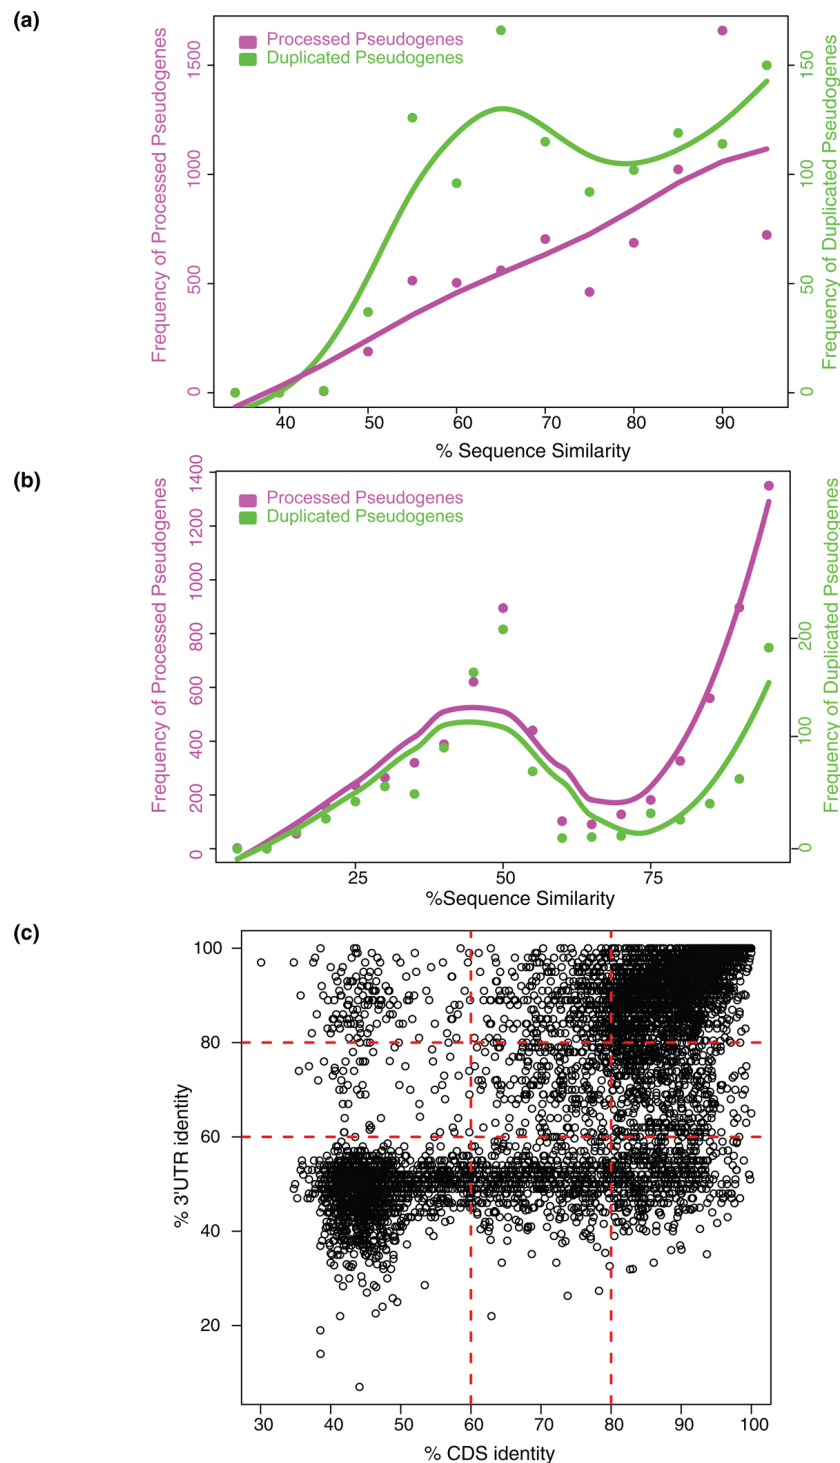 (a)
Frequency of Processed Pseudogenes
0 500 1000 1500
Processed Pseudogenes
Duplicated Pseudogenes
0 50 100 150
Frequency of Duplicated Pseudogenes
40 50 60 70 80 90
% Sequence Similarity
(b)
Frequency of Processed Pseudogenes
0 200 400 600 800 1000 1200 1400
Processed Pseudogenes
Duplicated Pseudogenes
0 100 200
Frequency of Duplicated Pseudogenes
25 50 75
%Sequence Similarity
(c)
% 3'UTR identity
100
80
60
40
20
30 40 50 60 70 80 90 100
% CDS identity